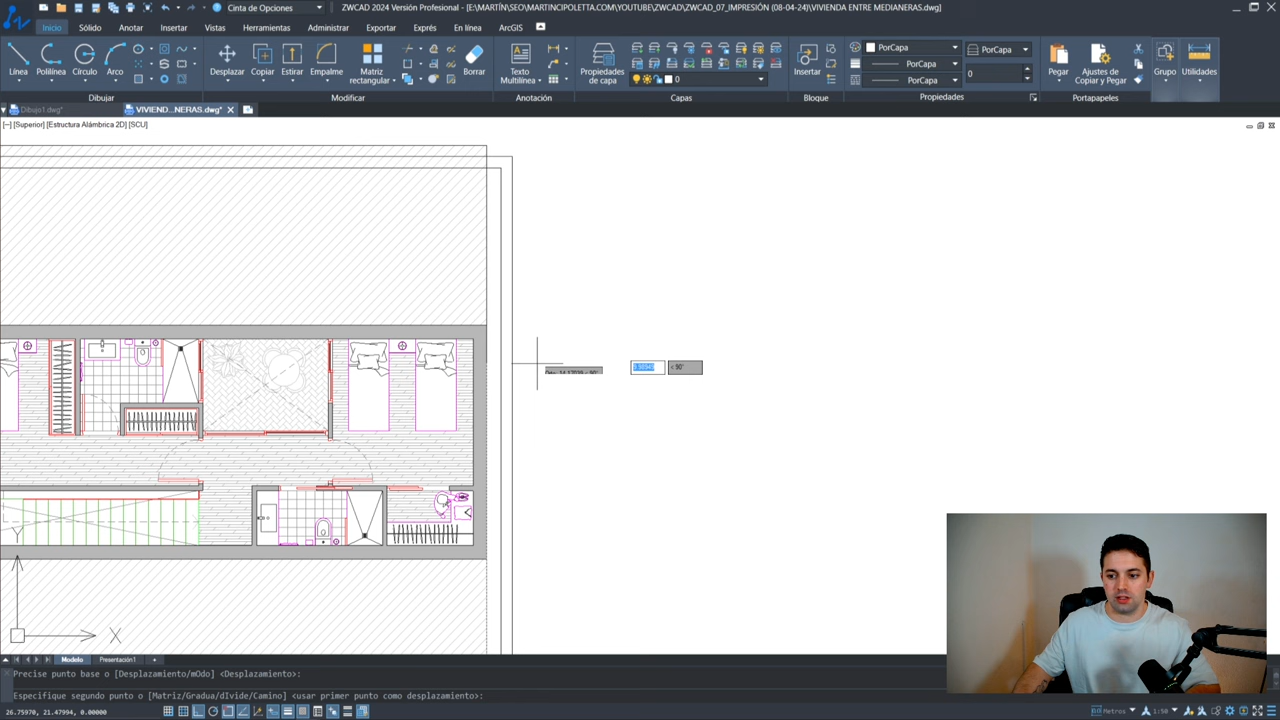 Cinta de Opciones
ZWCAD 2024 Versión Profesional - [E:\MARTÍN\SEO\MARTINCIPOLETTA.COM\YOUTUBE\ZWCAD\ZWCAD_07_IMPRESIÓN (08-04-24)\VIVIENDA ENTRE MEDIANERAS.dwg]
Inicio Sólido Anotar Insertar Vistas Herramientas Administrar Exportar Exprés En línea ArcGIS
Línea Polilínea Círculo Arco Desplazar Copiar Estirar Empalme Matriz rectangular Borrar Texto Multilínea Propiedades de capa 0 Insertar PorCapa PorCapa PorCapa PorCapa 0 Pegar Ajustes de Copiar y Pegar Grupo Utilidades
Dibujar Modificar Anotación Capas Bloque Propiedades Portapapeles
Dibujo1.dwg* VIVIEND...NERAS.dwg*
[--] [Superior] [Estructura Alámbrica 2D] [SCU]
< 90°
Y
X
Modelo Presentación1 +
Precise punto base o [Desplazamiento/mOdo] <Desplazamiento>:
Especifique segundo punto o [Matriz/Gradua/dIvide/Camino] <usar primer punto como desplazamiento>:
26.75970, 21.47994, 0.00000
Metros 1:50